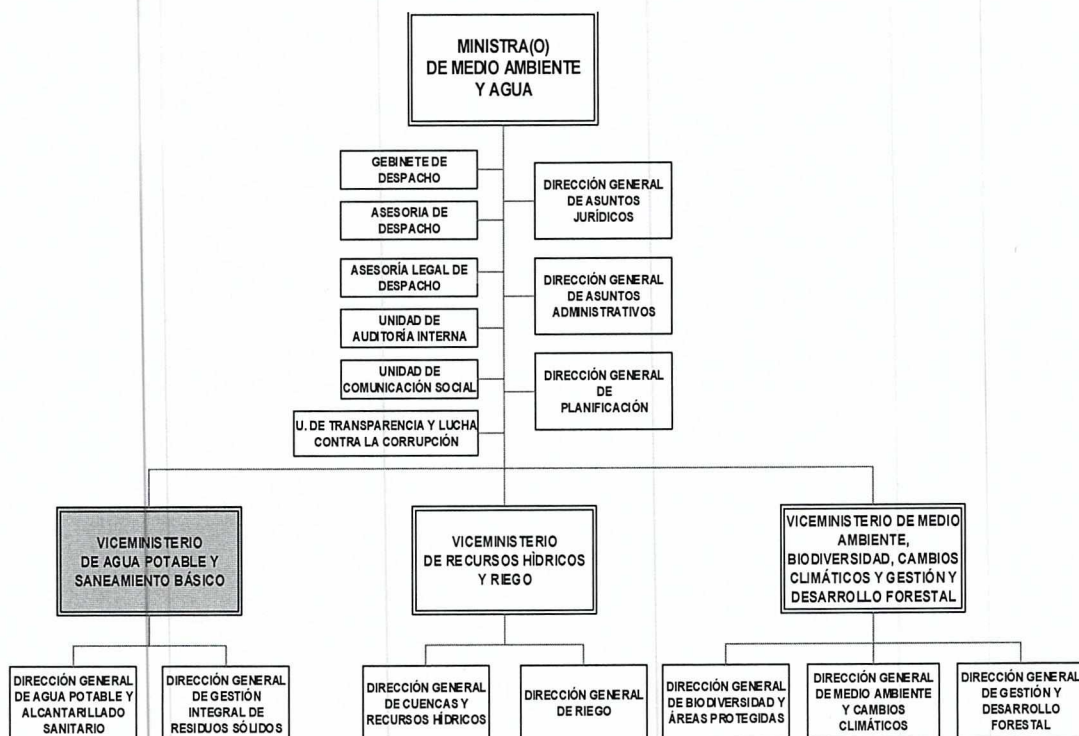 MINISTRA(O)
DE MEDIO AMBIENTE
Y AGUA
GEBINETE DE
DESPACHO
DIRECCIÓN GENERAL
DE ASUNTOS
JURÍDICOS
ASESORIA DE
DESPACHO
ASESORÍA LEGAL DE
DESPACHO
DIRECCIÓN GENERAL
DE ASUNTOS
ADMINISTRATIVOS
UNIDAD DE
AUDITORÍA INTERNA
UNIDAD DE
COMUNICACIÓN SOCIAL
DIRECCIÓN GENERAL
DE
PLANIFICACIÓN
U. DE TRANSPARENCIA Y LUCHA
CONTRA LA CORRUPCIÓN
VICEMINISTERIO
DE AGUA POTABLE Y
SANEAMIENTO BÁSICO
VICEMINISTERIO
DE RECURSOS HÌDRICOS
Y RIEGO
VICEMINISTERIO DE MEDIO
AMBIENTE,
BIODIVERSIDAD, CAMBIOS
CLIMÁTICOS Y GESTIÓN Y
DESARROLLO FORESTAL
DIRECCIÓN GENERAL
DE AGUA POTABLE Y
ALCANTARILLADO
SANITARIO
DIRECCIÓN GENERAL
DE GESTIÓN
INTEGRAL DE
RESIDUOS SÓLIDOS
DIRECCIÓN GENERAL
DE CUENCAS Y
RECURSOS HÍDRICOS
DIRECCIÓN GENERAL
DE RIEGO
DIRECCIÓN GENERAL
DE BIODIVERSIDAD Y
ÁREAS PROTEGIDAS
DIRECCIÓN GENERAL
DE MEDIO AMBIENTE
Y CAMBIOS
CLIMÁTICOS
DIRECCIÓN GENERAL
DE GESTIÓN Y
DESARROLLO
FORESTAL